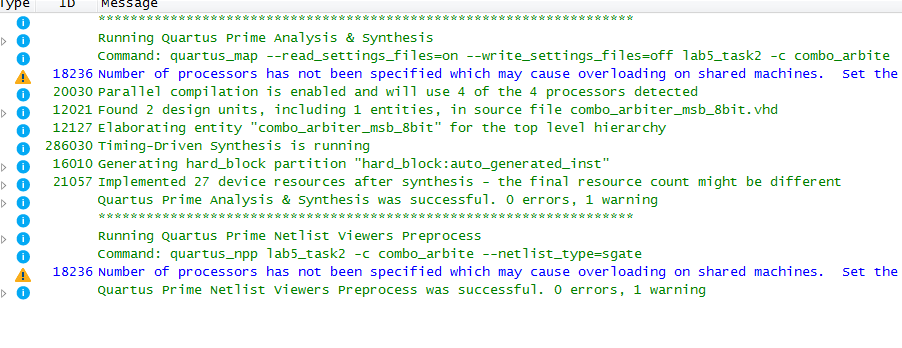 Type ID Message
*******************************************************************
Running Quartus Prime Analysis & Synthesis
Command: quartus_map --read_settings_files=on --write_settings_files=off lab5_task2 -c combo_arbite
18236 Number of processors has not been specified which may cause overloading on shared machines.  Set the
20030 Parallel compilation is enabled and will use 4 of the 4 processors detected
12021 Found 2 design units, including 1 entities, in source file combo_arbiter_msb_8bit.vhd
12127 Elaborating entity "combo_arbiter_msb_8bit" for the top level hierarchy
286030 Timing-Driven Synthesis is running
16010 Generating hard_block partition "hard_block:auto_generated_inst"
21057 Implemented 27 device resources after synthesis - the final resource count might be different
Quartus Prime Analysis & Synthesis was successful. 0 errors, 1 warning
*******************************************************************
Running Quartus Prime Netlist Viewers Preprocess
Command: quartus_npp lab5_task2 -c combo_arbite --netlist_type=sgate
18236 Number of processors has not been specified which may cause overloading on shared machines.  Set the
Quartus Prime Netlist Viewers Preprocess was successful. 0 errors, 1 warning